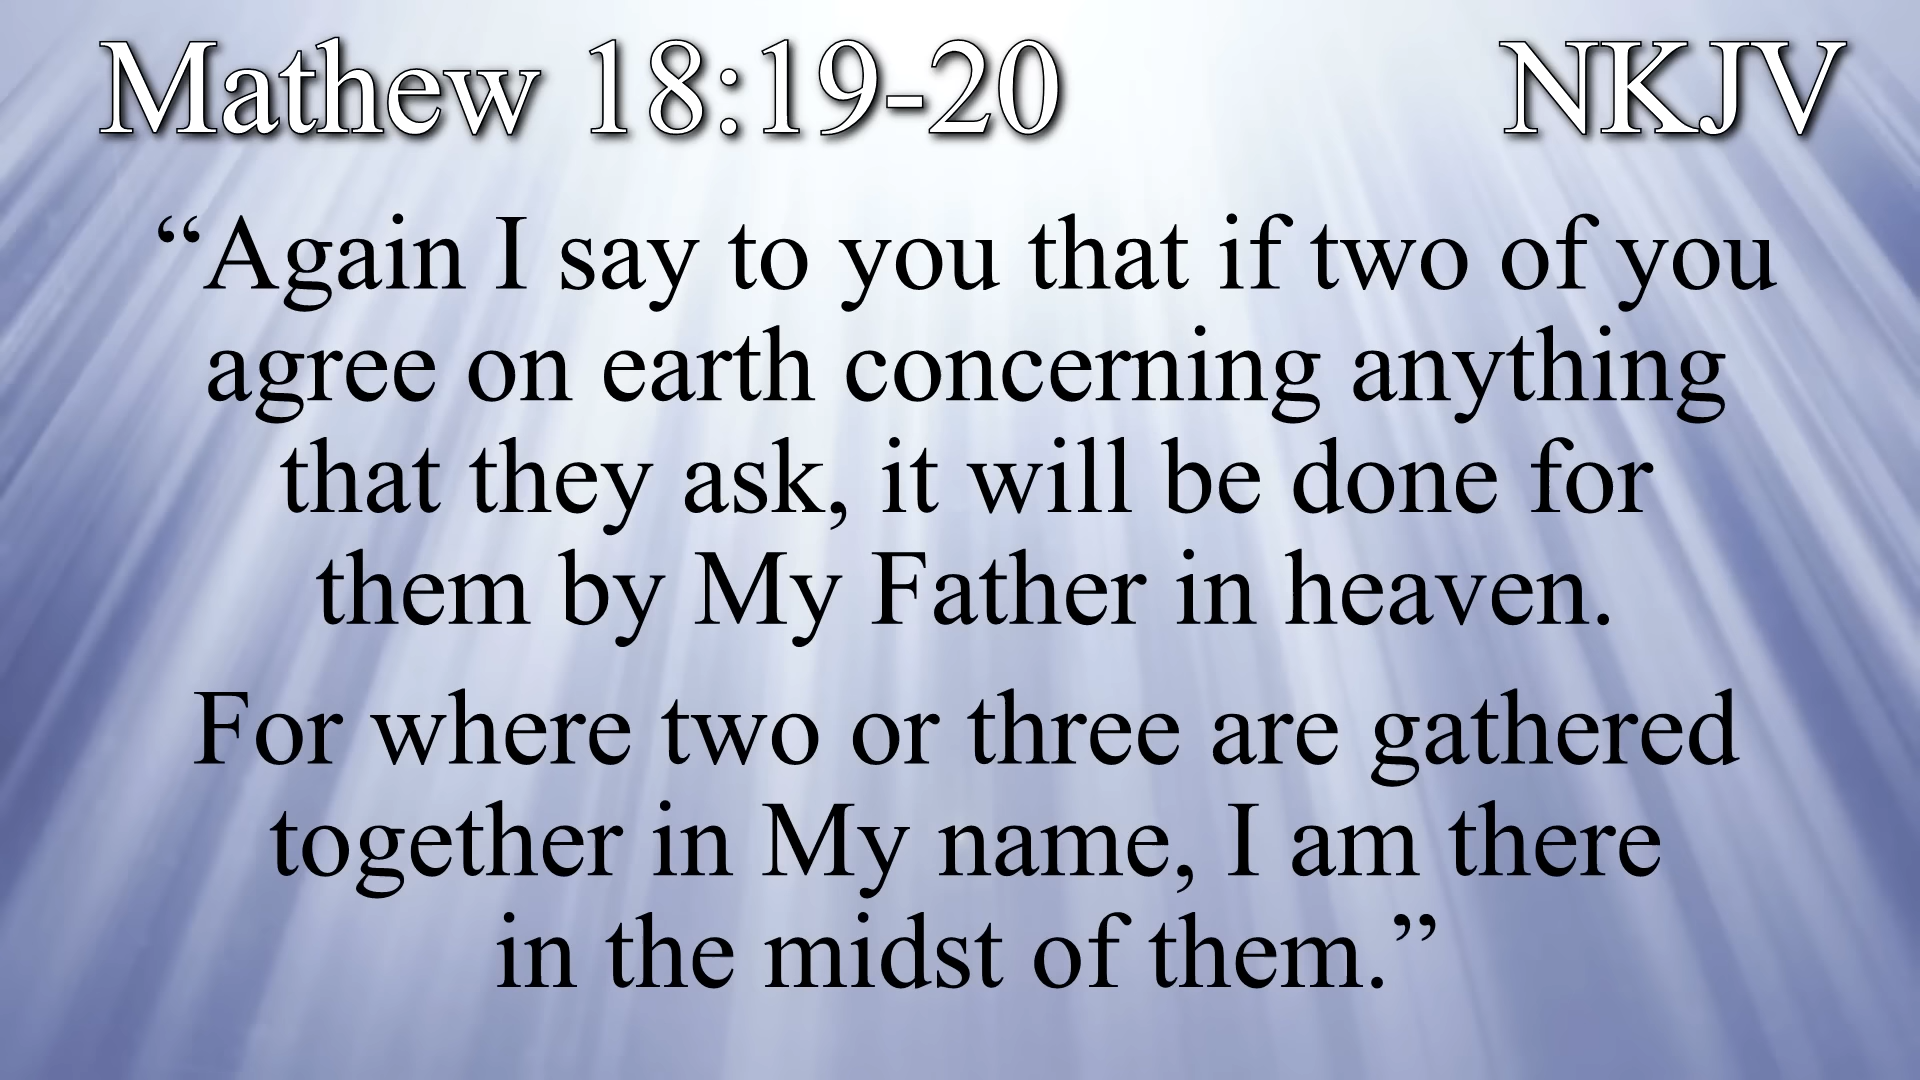 Mathew 18:19-20 NKJV
“Again I say to you that if two of you
agree on earth concerning anything
that they ask, it will be done for
them by My Father in heaven.
For where two or three are gathered
together in My name, I am there
in the midst of them.”